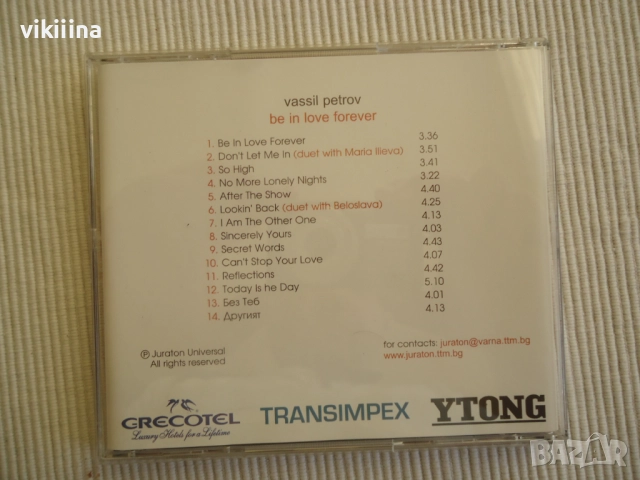 vikiiina
vassil petrov
be in love forever
1. Be in Love Forever 3.36
2. Don't Let Me In (duet with Maria Ilieva) 3.51
3. So High 3.41
4. No More Lonely Nights 3.22
5. After The Show 4.40
6. Lookin' Back (duet with Beloslava) 4.25
7. I Am The Other One 4.13
8. Sincerely Yours 4.03
9. Secret Words 4.43
10. Can't Stop Your Love 4.07
11. Reflections 4.42
12. Today Is he Day 5.10
13. Без Теб 4.01
14. Другият 4.13
℗ Juraton Universal
All rights reserved
for contacts: juraton@varna.ttm.bg
www.juraton.ttm.bg
GRECOTEL TRANSIMPEX YTONG
Luxury Hotels for a Lifetime
BAZAR
bg